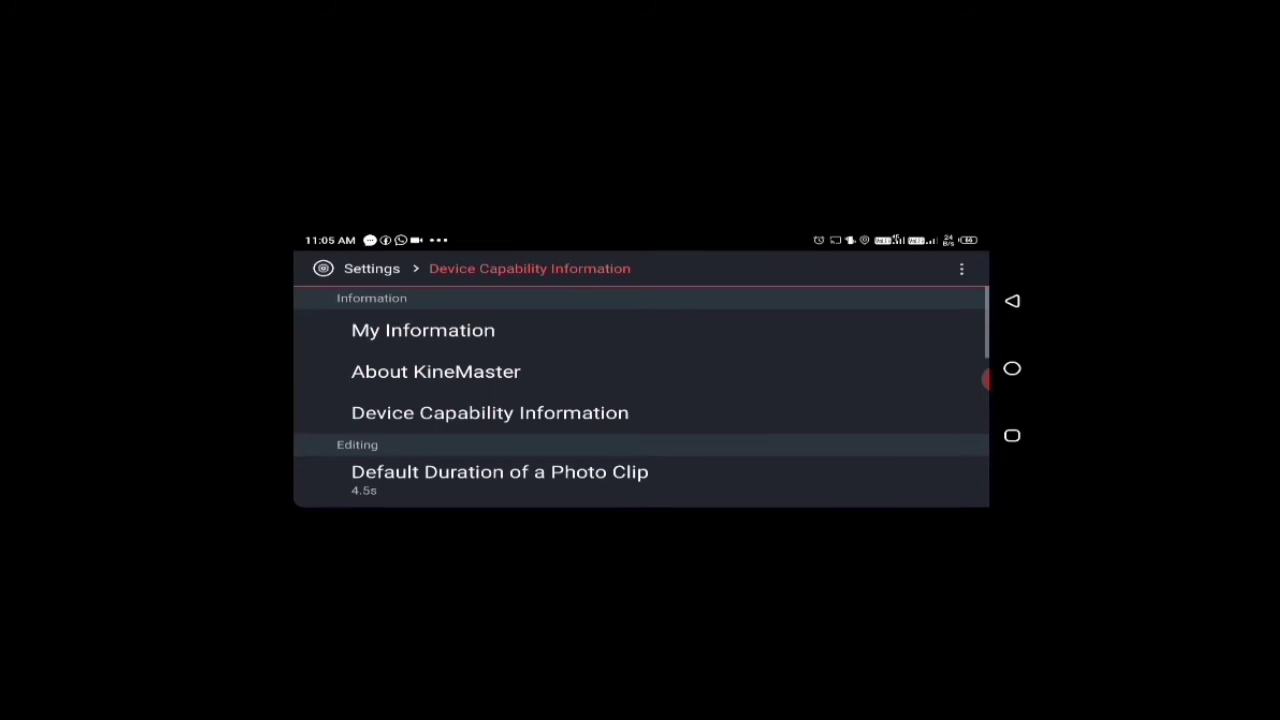 11:05 AM
Settings > Device Capability Information
Information
My Information
About KineMaster
Device Capability Information
Editing
Default Duration of a Photo Clip
4.5s